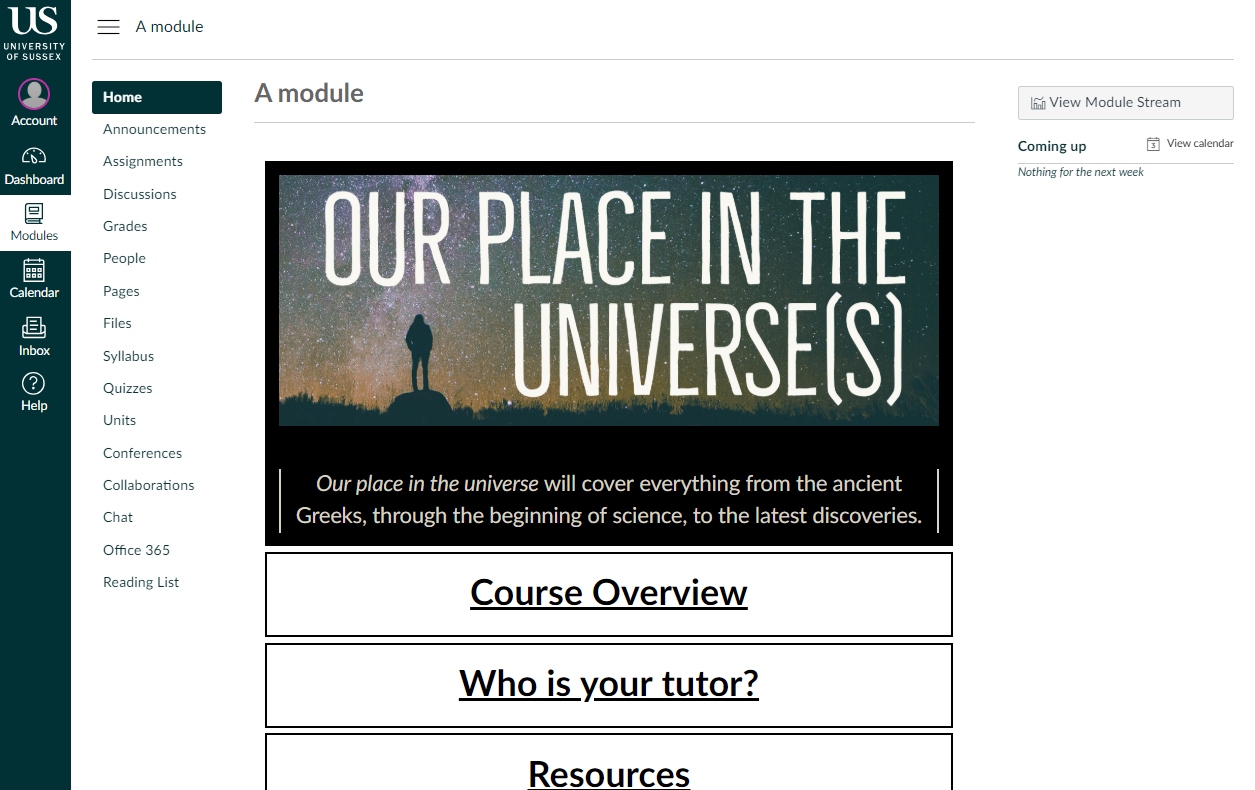 US
UNIVERSITY
OF SUSSEX
Account
Dashboard
Modules
Calendar
Inbox
Help
A module
Home
Announcements
Assignments
Discussions
Grades
People
Pages
Files
Syllabus
Quizzes
Units
Conferences
Collaborations
Chat
Office 365
Reading List
A module
OUR PLACE IN THE
UNIVERSE(S)
Our place in the universe will cover everything from the ancient
Greeks, through the beginning of science, to the latest discoveries.
Course Overview
Who is your tutor?
Resources
View Module Stream
Coming up
3 View calendar
Nothing for the next week